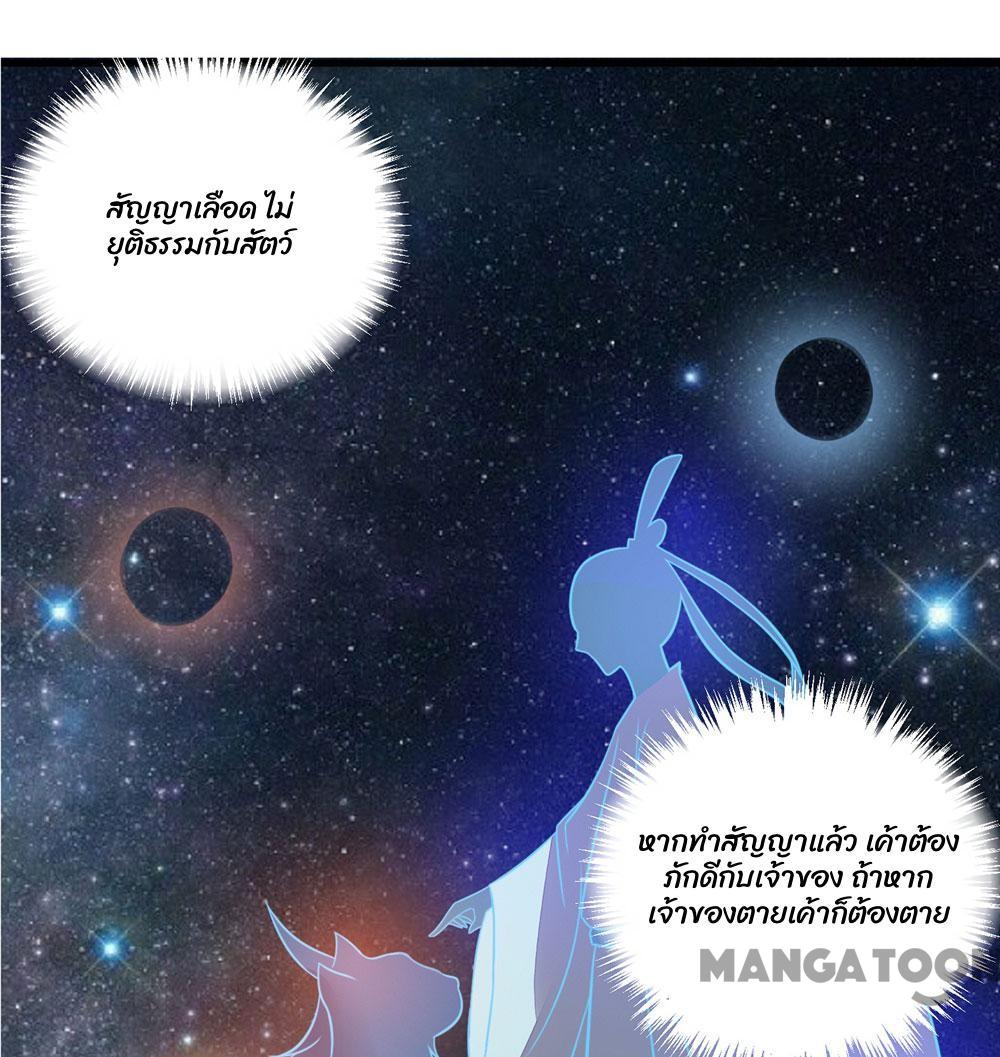 สัญญาเลือด ไม่
ยุติธรรมกับสัตว์
หากทำสัญญาแล้ว เค้าต้อง
ภักดีกับเจ้าของ ถ้าหาก
เจ้าของตายเค้าก็ต้องตาย
MANGATOON